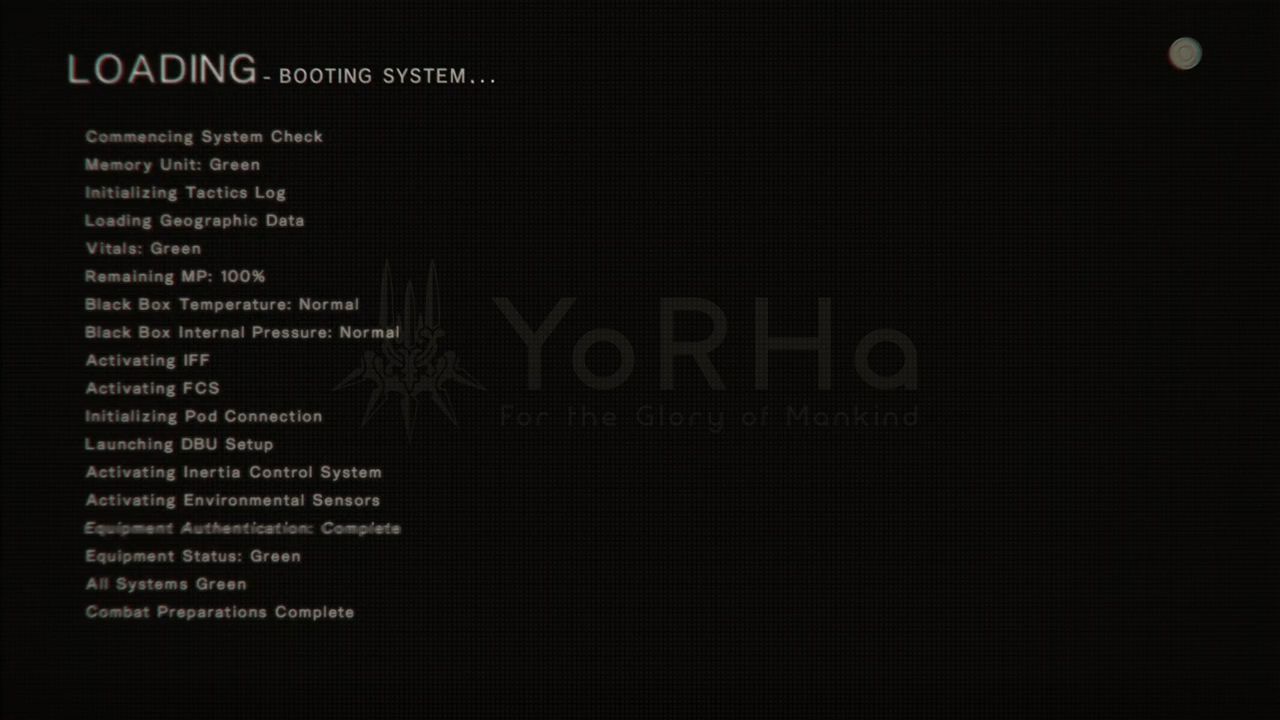 LOADING - BOOTING SYSTEM...
Commencing System Check
Memory Unit: Green
Initializing Tactics Log
Loading Geographic Data
Vitals: Green
Remaining MP: 100%
Black Box Temperature: Normal
Black Box Internal Pressure: Normal
Activating IFF
Activating FCS
Initializing Pod Connection
Launching DBU Setup
Activating Inertia Control System
Activating Environmental Sensors
Equipment Authentication: Complete
Equipment Status: Green
All Systems Green
Combat Preparations Complete
YoRHa
For the Glory of Mankind